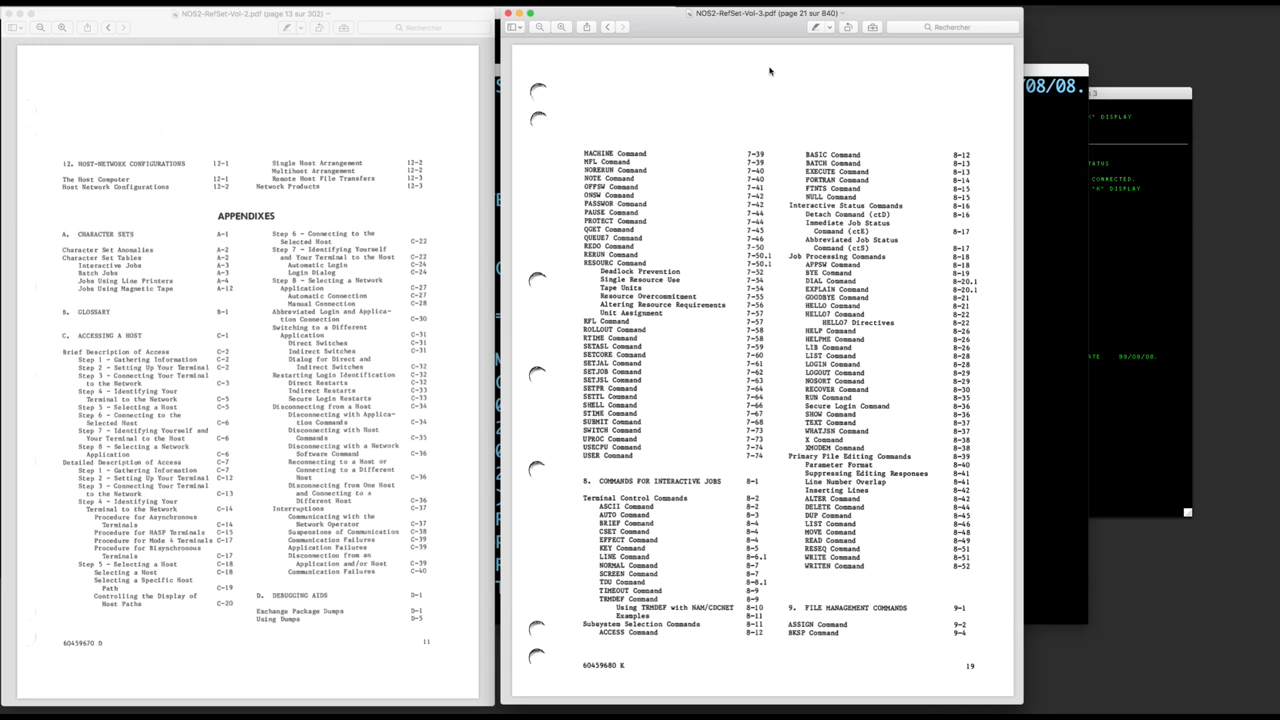 NOS2-RefSet-Vol-2.pdf (page 13 sur 302)
Rechercher
12. HOST-NETWORK CONFIGURATIONS 12-1
The Host Computer 12-1
Host Network Configurations 12-2
Single Host Arrangement 12-2
Multihost Arrangement 12-2
Remote Host File Transfers 12-3
Network Products 12-3
APPENDIXES
A. CHARACTER SETS A-1
Character Set Anomalies A-2
Character Set Tables A-2
Interactive Jobs A-3
Batch Jobs A-3
Jobs Using Line Printers A-4
Jobs Using Magnetic Tape A-12
B. GLOSSARY B-1
C. ACCESSING A HOST C-1
Brief Description of Access C-2
Step 1 - Gathering Information C-2
Step 2 - Setting Up Your Terminal C-2
Step 3 - Connecting Your Terminal
to the Network C-3
Step 4 - Identifying Your
Terminal to the Network C-5
Step 5 - Selecting a Host C-5
Step 6 - Connecting to the
Selected Host C-6
Step 7 - Identifying Yourself and
Your Terminal to the Host C-6
Step 8 - Selecting a Network
Application C-6
Detailed Description of Access C-7
Step 1 - Gathering Information C-7
Step 2 - Setting Up Your Terminal C-12
Step 3 - Connecting Your Terminal
to the Network C-13
Step 4 - Identifying Your
Terminal to the Network C-14
Procedure for Asynchronous
Terminals C-14
Procedure for HASP Terminals C-15
Procedure for Mode 4 Terminals C-17
Procedure for Bisynchronous
Terminals C-17
Step 5 - Selecting a Host C-18
Selecting a Host C-18
Selecting a Specific Host
Path C-19
Controlling the Display of
Host Paths C-20
Step 6 - Connecting to the
Selected Host C-22
Step 7 - Identifying Yourself
and Your Terminal to the Host C-22
Automatic Login C-24
Login Dialog C-24
Step 8 - Selecting a Network
Application C-27
Automatic Connection C-27
Manual Connection C-28
Abbreviated Login and Applica-
tion Connection C-30
Switching to a Different
Application C-31
Direct Switches C-31
Indirect Switches C-31
Dialog for Direct and
Indirect Switches C-32
Restarting Login Identification C-32
Direct Restarts C-32
Indirect Restarts C-33
Secure Login Restarts C-33
Disconnecting from a Host C-34
Disconnecting with Applica-
tion Commands C-34
Disconnecting with Host
Commands C-35
Disconnecting with a Network
Software Command C-36
Reconnecting to a Host or
Connecting to a Different
Host C-36
Disconnecting from One Host
and Connecting to a
Different Host C-36
Interruptions C-37
Communicating with the
Network Operator C-37
Suspensions of Communication C-38
Communication Failures C-39
Application Failures C-39
Disconnection from an
Application and/or Host C-39
Communication Failures C-40
D. DEBUGGING AIDS D-1
Exchange Package Dumps D-1
Using Dumps D-5
60459670 D 11
NOS2-RefSet-Vol-3.pdf (page 21 sur 840)
Rechercher
MACHINE Command 7-39
MFL Command 7-39
NORERUN Command 7-40
NOTE Command 7-40
OFFSW Command 7-41
ONSW Command 7-42
PASSWOR Command 7-42
PAUSE Command 7-44
PROTECT Command 7-44
QGET Command 7-45
QUEUE7 Command 7-46
REDO Command 7-50
RERUN Command 7-50.1
RESOURC Command 7-50.1
Deadlock Prevention 7-52
Single Resource Use 7-54
Tape Units 7-54
Resource Overcommitment 7-55
Altering Resource Requirements 7-56
Unit Assignment 7-57
RFL Command 7-57
ROLLOUT Command 7-58
RTIME Command 7-58
SETASL Command 7-59
SETCORE Command 7-60
SETJAL Command 7-61
SETJOB Command 7-62
SETJSL Command 7-63
SETPR Command 7-64
SETTL Command 7-65
SHELL Command 7-66
STIME Command 7-67
SUBMIT Command 7-68
SWITCH Command 7-73
UPROC Command 7-73
USECPU Command 7-74
USER Command 7-74
8. COMMANDS FOR INTERACTIVE JOBS 8-1
Terminal Control Commands 8-2
ASCII Command 8-2
AUTO Command 8-3
BRIEF Command 8-4
CSET Command 8-4
EFFECT Command 8-4
KEY Command 8-5
LINE Command 8-6.1
NORMAL Command 8-7
SCREEN Command 8-7
TDU Command 8-8.1
TIMEOUT Command 8-9
TRMDEF Command 8-9
Using TRMDEF with NAM/CDCNET 8-10
Examples 8-11
Subsystem Selection Commands 8-11
ACCESS Command 8-12
BASIC Command 8-12
BATCH Command 8-13
EXECUTE Command 8-13
FORTRAN Command 8-14
FTNTS Command 8-15
NULL Command 8-15
Interactive Status Commands 8-16
Detach Command (ctD) 8-16
Immediate Job Status
Command (ctE) 8-17
Abbreviated Job Status
Command (ctS) 8-17
Job Processing Commands 8-18
APPSW Command 8-18
BYE Command 8-19
DIAL Command 8-20.1
EXPLAIN Command 8-20.1
GOODBYE Command 8-21
HELLO Command 8-21
HELLO7 Command 8-22
HELLO7 Directives 8-22
HELP Command 8-26
HELPME Command 8-26
LIB Command 8-26
LIST Command 8-28
LOGIN Command 8-28
LOGOUT Command 8-29
NOSORT Command 8-29
RECOVER Command 8-30
RUN Command 8-35
Secure Login Command 8-36
SHOW Command 8-36
TEXT Command 8-37
WHATJSN Command 8-37
X Command 8-38
XMODEM Command 8-38
Primary File Editing Commands 8-39
Parameter Format 8-40
Suppressing Editing Responses 8-41
Line Number Overlap 8-41
Inserting Lines 8-42
ALTER Command 8-42
DELETE Command 8-44
DUP Command 8-45
LIST Command 8-46
MOVE Command 8-48
READ Command 8-49
RESEQ Command 8-51
WRITE Command 8-51
WRITEN Command 8-52
9. FILE MANAGEMENT COMMANDS 9-1
ASSIGN Command 9-2
BKSP Command 9-4
60459680 K 19
08/08.
3
" DISPLAY
STATUS
CONNECTED.
" DISPLAY
ATE 99/08/08.